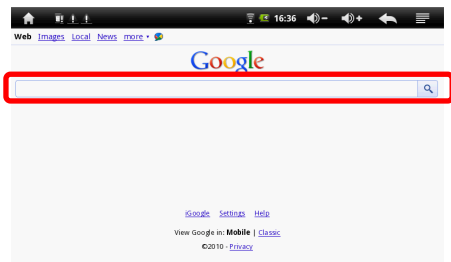 16:36
Web Images Local News more
Google
iGoogle Settings Help
View Google in: Mobile | Classic
©2010 - Privacy